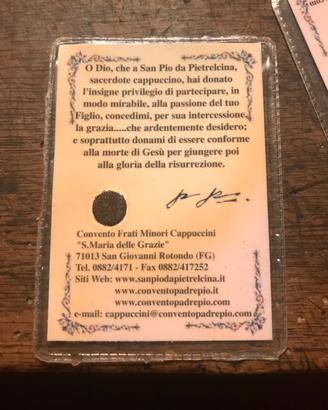 O Dio, che a San Pio da Pietrelcina,
sacerdote cappuccino, hai donato
l'insigne privilegio di partecipare, in
modo mirabile, alla passione del tuo
Figlio, concedimi, per sua intercessione,
la grazia.....che ardentemente desidero;
e soprattutto donami di essere conforme
alla morte di Gesù per giungere poi
alla gloria della risurrezione.
Convento Frati Minori Cappuccini
"S.Maria delle Grazie"
71013 San Giovanni Rotondo (FG)
Tel. 0882/4171 - Fax 0882/417252
Siti Web: www.sanpiodapietrelcina.it
www.conventopadrepio.it
www.conventopadrepio.com
e-mail: cappuccini@conventopadrepio.com